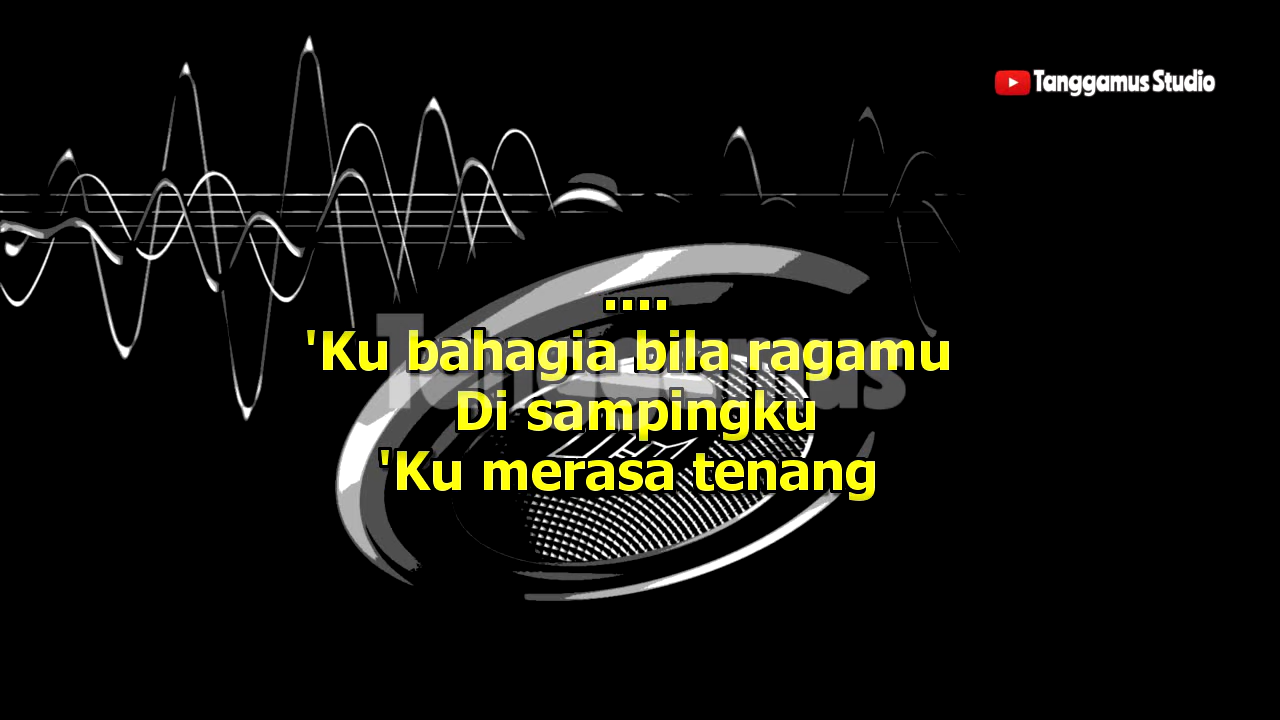 Tanggamus Studio
....
'Ku bahagia bila ragamu
Di sampingku
'Ku merasa tenang